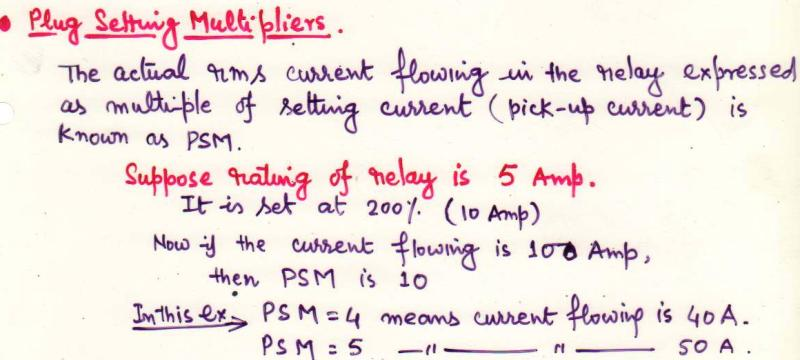 • Plug Setting Multipliers.
The actual rms current flowing in the relay expressed
as multiple of setting current (pick-up current) is
Known as PSM.
Suppose rating of relay is 5 Amp.
It is set at 200%. (10 Amp)
Now if the current flowing is 100 Amp,
then PSM is 10
In this ex → PSM = 4 means current flowing is 40A.
PSM = 5 —"— "— 50A.